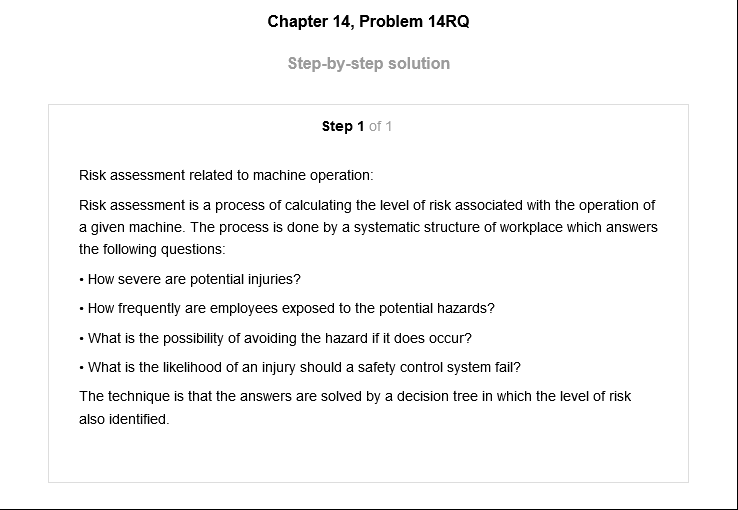 Chapter 14, Problem 14RQ
Step-by-step solution
Step 1 of 1
Risk assessment related to machine operation:
Risk assessment is a process of calculating the level of risk associated with the operation of
a given machine. The process is done by a systematic structure of workplace which answers
the following questions:
• How severe are potential injuries?
• How frequently are employees exposed to the potential hazards?
• What is the possibility of avoiding the hazard if it does occur?
• What is the likelihood of an injury should a safety control system fail?
The technique is that the answers are solved by a decision tree in which the level of risk
also identified.